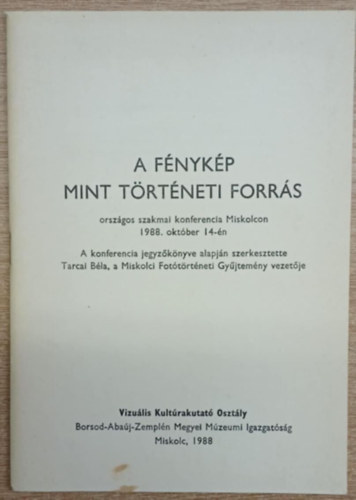 A FÉNYKÉP
MINT TÖRTÉNETI FORRÁS
országos szakmai konferencia Miskolcon
1988. október 14-én
A konferencia jegyzőkönyve alapján szerkesztette
Tarcai Béla, a Miskolci Fotótörténeti Gyűjtemény vezetője
Vizuális Kultúrakutató Osztály
Borsod-Abaúj-Zemplén Megyei Múzeumi Igazgatóság
Miskolc, 1988